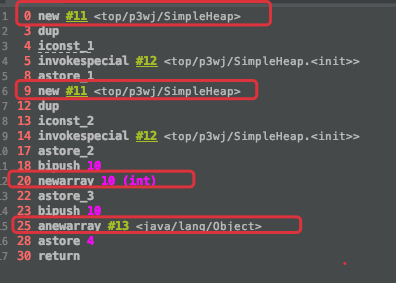 1 0 new #11 <top/p3wj/SimpleHeap>
2 3 dup
3 4 iconst_1
4 5 invokespecial #12 <top/p3wj/SimpleHeap.<init>>
5 8 astore_1
6 9 new #11 <top/p3wj/SimpleHeap>
7 12 dup
8 13 iconst_2
9 14 invokespecial #12 <top/p3wj/SimpleHeap.<init>>
10 17 astore_2
11 18 bipush 10
12 20 newarray 10 (int)
13 22 astore_3
14 23 bipush 10
15 25 anewarray #13 <java/lang/Object>
16 28 astore 4
17 30 return